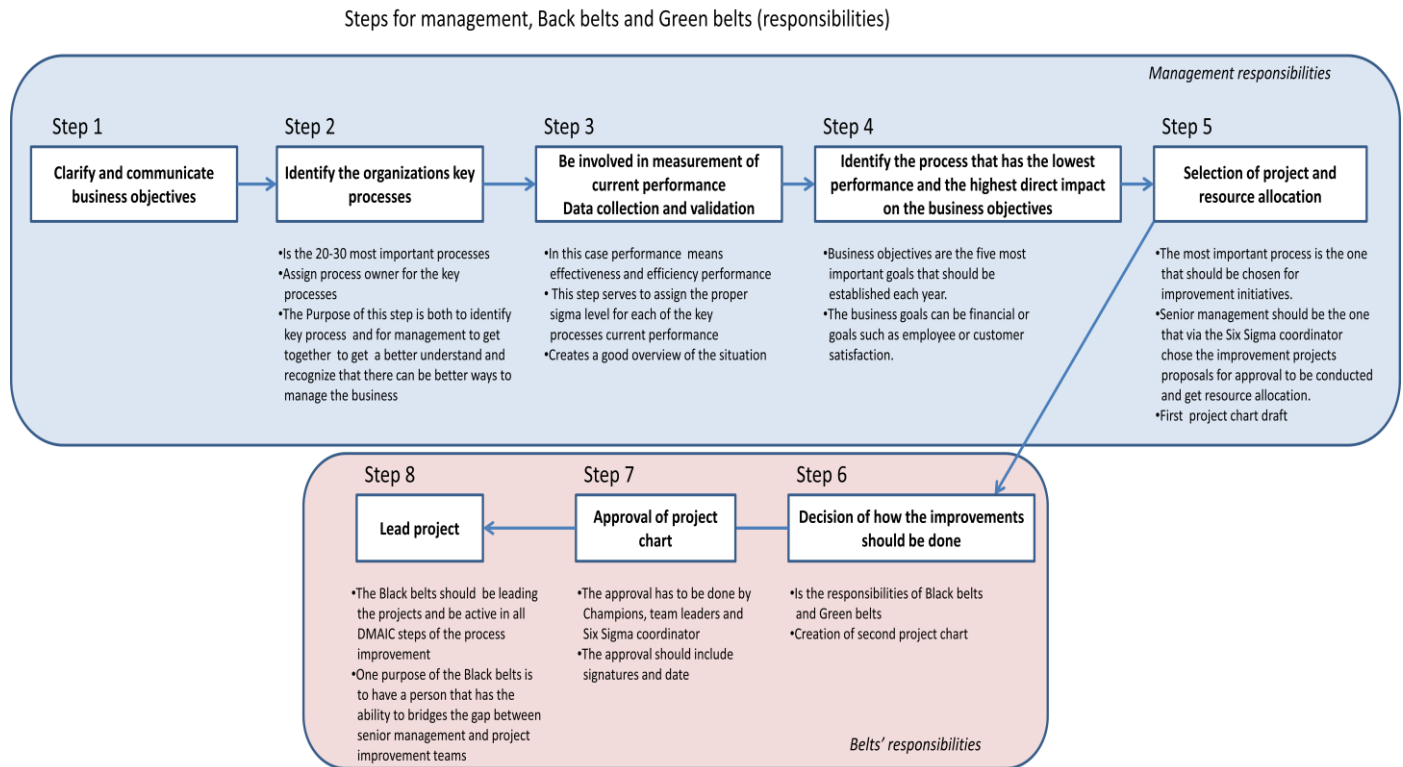 Steps for management, Back belts and Green belts (responsibilities)
Management responsibilities
Step 1
Clarify and communicate
business objectives
Step 2
Identify the organizations key
processes
•Is the 20-30 most important processes
•Assign process owner for the key
processes
•The Purpose of this step is both to identify
key process and for management to get
together to get a better understand and
recognize that there can be better ways to
manage the business
Step 3
Be involved in measurement of
current performance
Data collection and validation
•In this case performance means
effectiveness and efficiency performance
• This step serves to assign the proper
sigma level for each of the key
processes current performance
•Creates a good overview of the situation
Step 4
Identify the process that has the lowest
performance and the highest direct impact
on the business objectives
•Business objectives are the five most
important goals that should be
established each year.
•The business goals can be financial or
goals such as employee or customer
satisfaction.
Step 5
Selection of project and
resource allocation
•The most important process is the one
that should be chosen for
improvement initiatives.
•Senior management should be the one
that via the Six Sigma coordinator
chose the improvement projects
proposals for approval to be conducted
and get resource allocation.
•First project chart draft
Step 6
Decision of how the improvements
should be done
•Is the responsibilities of Black belts
and Green belts
•Creation of second project chart
Step 7
Approval of project
chart
•The approval has to be done by
Champions, team leaders and
Six Sigma coordinator
•The approval should include
signatures and date
Step 8
Lead project
•The Black belts should be leading
the projects and be active in all
DMAIC steps of the process
improvement
•One purpose of the Black belts is
to have a person that has the
ability to bridges the gap between
senior management and project
improvement teams
Belts' responsibilities